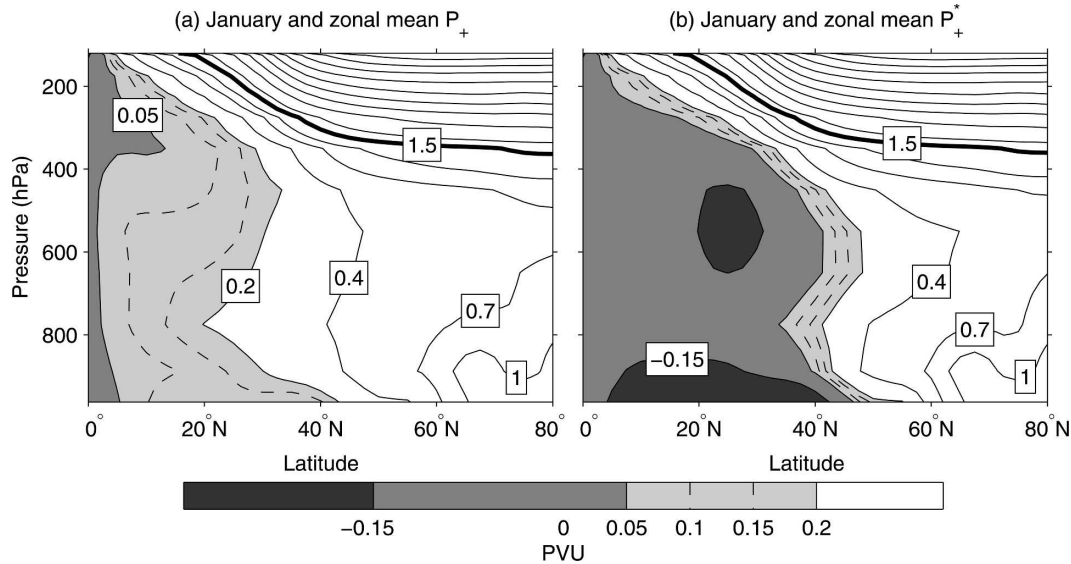 (a) January and zonal mean P+
(b) January and zonal mean P*+
Pressure (hPa)
200
400
600
800
0.05
1.5
0.2
0.4
0.7
1
0° 20°N 40°N 60°N 80°
Latitude
1.5
0.4
0.7
−0.15
1
0° 20°N 40°N 60°N 80°N
Latitude
−0.15 0 0.05 0.1 0.15 0.2
PVU